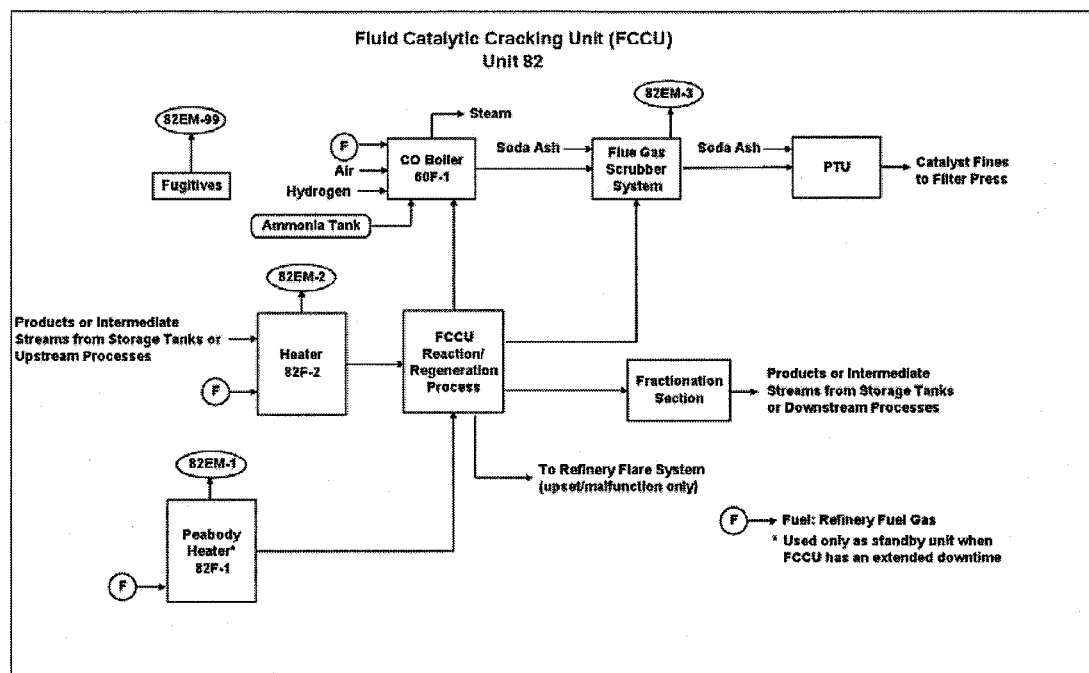 Fluid Catalytic Cracking Unit (FCCU)
Unit 82
82EM-99
Fugitives
F
Air
Hydrogen
Ammonia Tank
Steam
CO Boiler
60F-1
Soda Ash
82EM-3
Flue Gas
Scrubber
System
Soda Ash
PTU
Catalyst Fines
to Filter Press
82EM-2
Products or Intermediate
Streams from Storage Tanks or
Upstream Processes
F
Heater
82F-2
FCCU
Reaction/
Regeneration
Process
Fractionation
Section
Products or Intermediate
Streams from Storage Tanks
or Downstream Processes
82EM-1
Peabody
Heater*
82F-1
F
To Refinery Flare System
(upset/malfunction only)
F
Fuel: Refinery Fuel Gas
* Used only as standby unit when
FCCU has an extended downtime